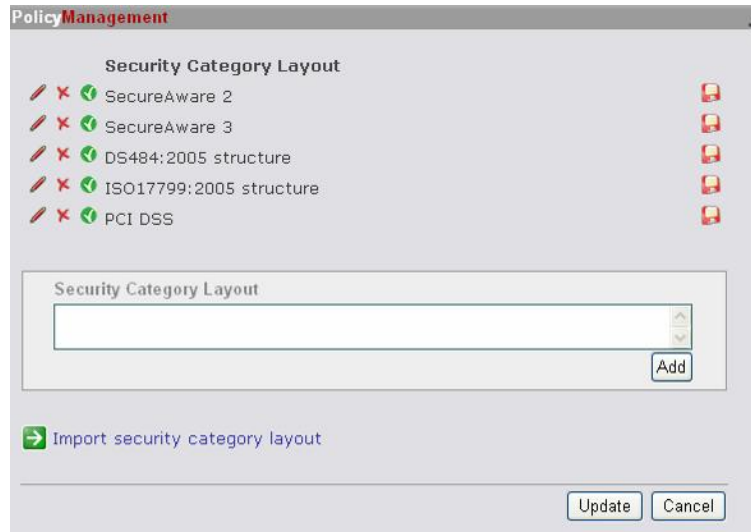 PolicyManagement
Security Category Layout
SecureAware 2
SecureAware 3
DS484:2005 structure
ISO17799:2005 structure
PCI DSS
Security Category Layout
Add
Import security category layout
Update Cancel